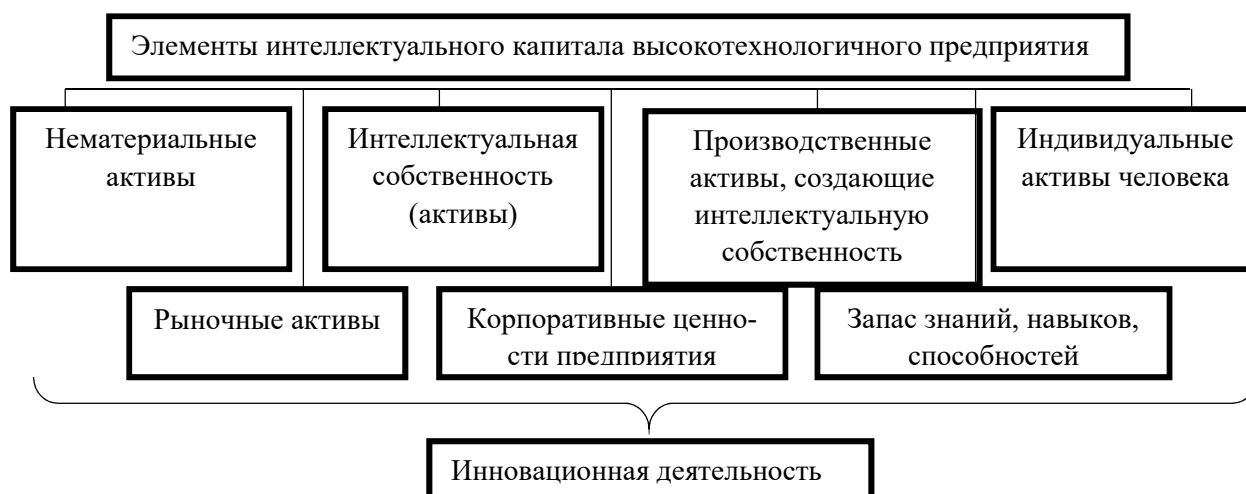 Элементы интеллектуального капитала высокотехнологичного предприятия
Нематериальные
активы
Интеллектуальная
собственность
(активы)
Производственные
активы, создающие
интеллектуальную
собственность
Индивидуальные
активы человека
Рыночные активы
Корпоративные ценно-
сти предприятия
Запас знаний, навыков,
способностей
Инновационная деятельность